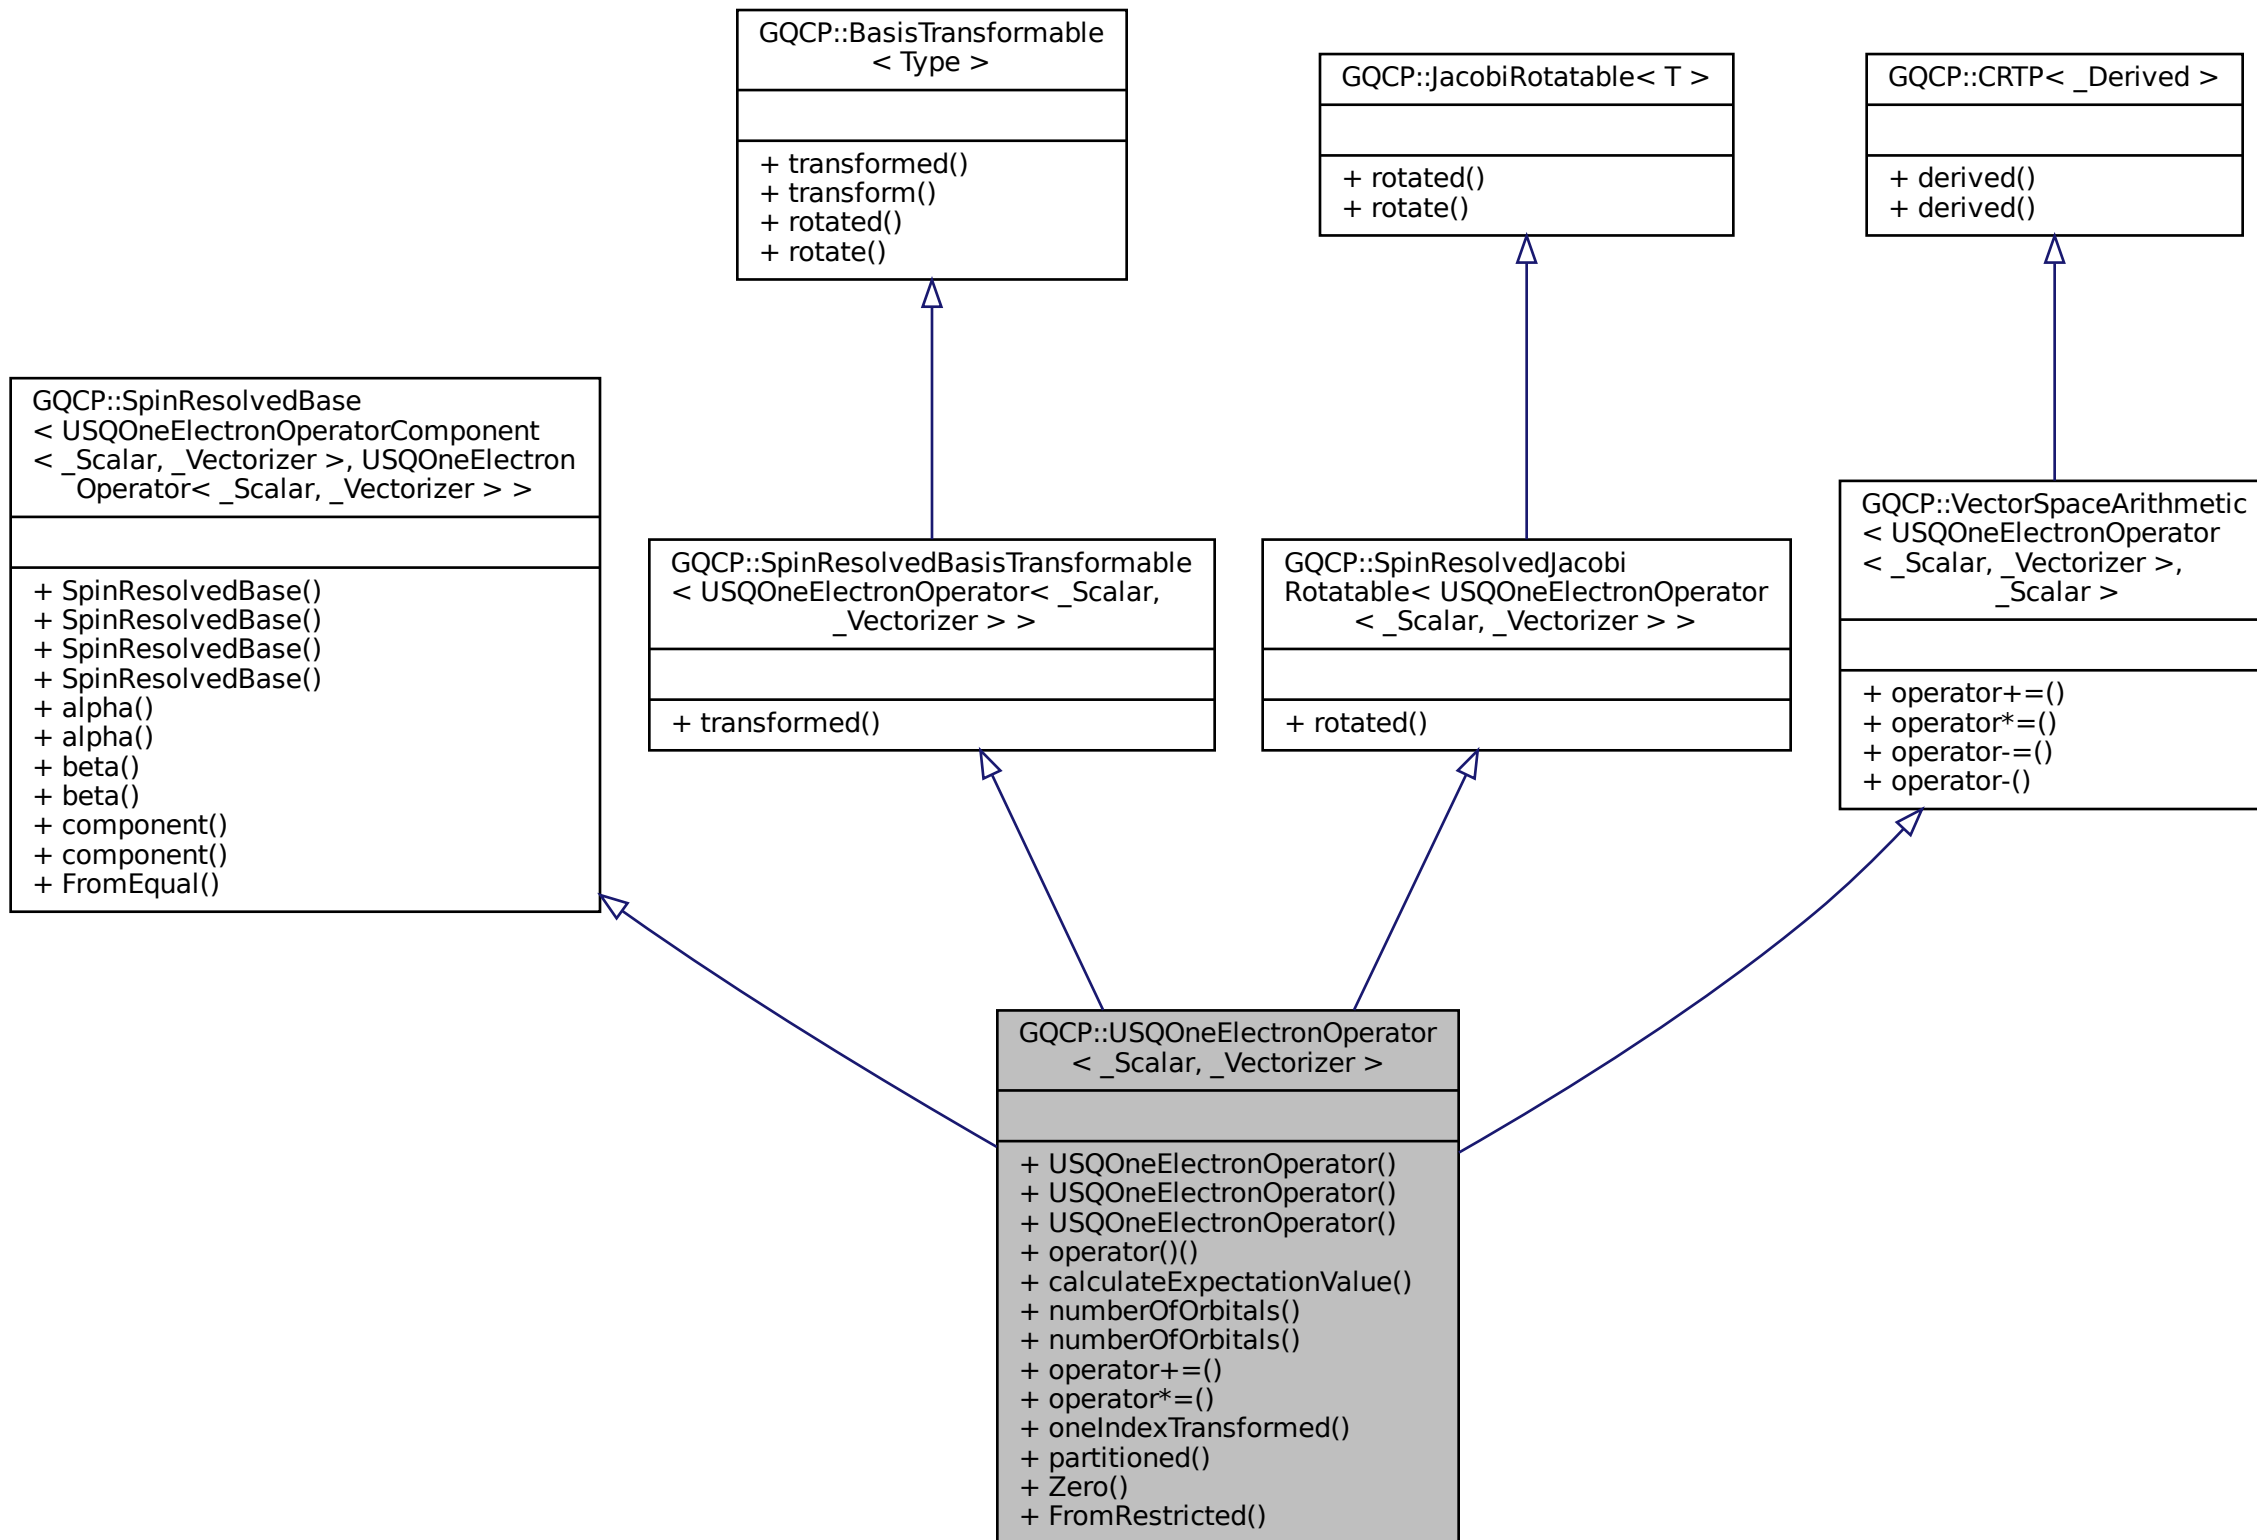 GQCP::BasisTransformable
< Type >
+ transformed()
+ transform()
+ rotated()
+ rotate()
GQCP::JacobiRotatable< T >
+ rotated()
+ rotate()
GQCP::CRTP< _Derived >
+ derived()
+ derived()
GQCP::SpinResolvedBase
< USQOneElectronOperatorComponent
< _Scalar, _Vectorizer >, USQOneElectron
Operator< _Scalar, _Vectorizer > >
+ SpinResolvedBase()
+ SpinResolvedBase()
+ SpinResolvedBase()
+ SpinResolvedBase()
+ alpha()
+ alpha()
+ beta()
+ beta()
+ component()
+ component()
+ FromEqual()
GQCP::SpinResolvedBasisTransformable
< USQOneElectronOperator< _Scalar,
_Vectorizer > >
+ transformed()
GQCP::SpinResolvedJacobi
Rotatable< USQOneElectronOperator
< _Scalar, _Vectorizer > >
+ rotated()
GQCP::VectorSpaceArithmetic
< USQOneElectronOperator
< _Scalar, _Vectorizer >,
_Scalar >
+ operator+=()
+ operator*=()
+ operator-=()
+ operator-()
GQCP::USQOneElectronOperator
< _Scalar, _Vectorizer >
+ USQOneElectronOperator()
+ USQOneElectronOperator()
+ USQOneElectronOperator()
+ operator()()
+ calculateExpectationValue()
+ numberOfOrbitals()
+ numberOfOrbitals()
+ operator+=()
+ operator*=()
+ oneIndexTransformed()
+ partitioned()
+ Zero()
+ FromRestricted()